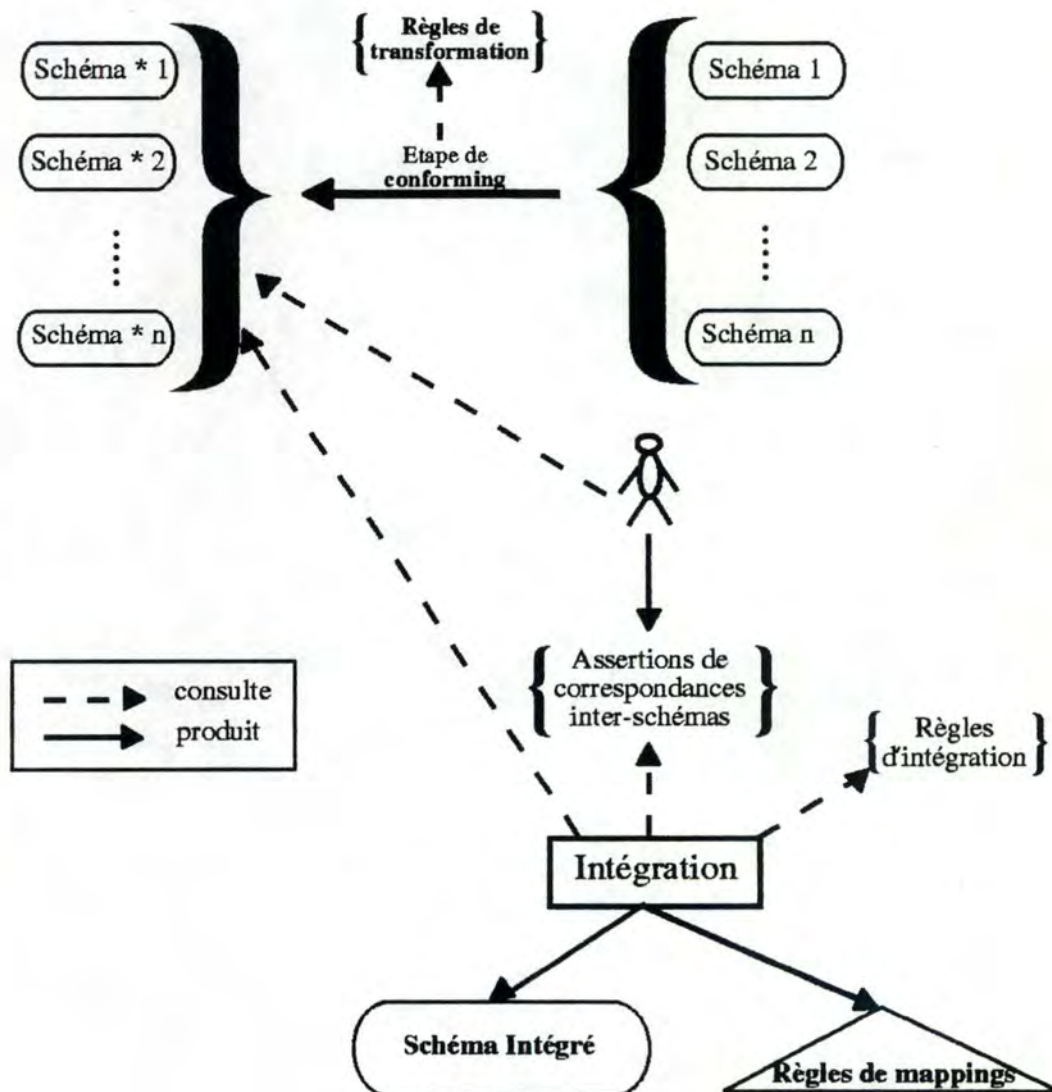 Règles de
transformation
Schéma * 1
Schéma 1
Etape de
conforming
Schéma * 2
Schéma 2
Schéma * n
Schéma n
Assertions de
correspondances
inter-schémas
consulte
produit
Règles
d'intégration
Intégration
Schéma Intégré
Règles de mappings